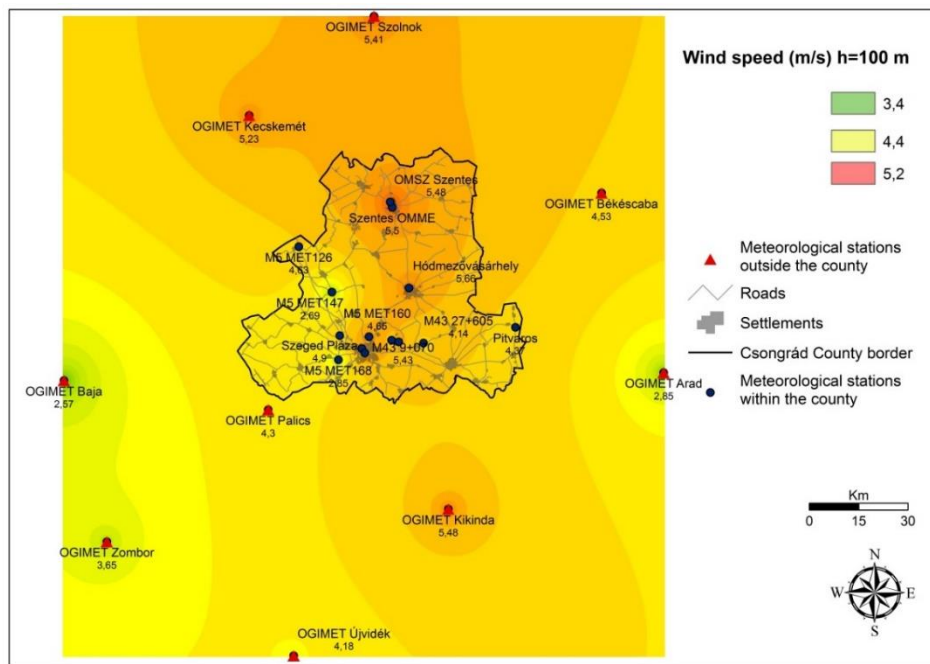 OGIMET Szolnok
5,41
Wind speed (m/s) h=100 m
3,4
4,4
5,2
OGIMET Kecskemét
5,23
OMSZ Szentes
5,48
OGIMET Békéscaba
4,53
Szentes OMME
5,5
M5 MET126
4,63
Hódmezővásárhely
5,66
M5 MET147
2,69
M5 MET160
4,66
M43 27+605
4,14
Pitvaros
Szeged Plaza
M43 9+070
5,43
M5 MET168
2,85
OGIMET Baja
2,57
OGIMET Arad
2,85
OGIMET Palics
4,3
OGIMET Kikinda
5,48
OGIMET Zombor
3,65
OGIMET Újvidék
4,18
Meteorological stations
outside the county
Roads
Settlements
Csongrád County border
Meteorological stations
within the county
Km
0 15 30
N
W E
S